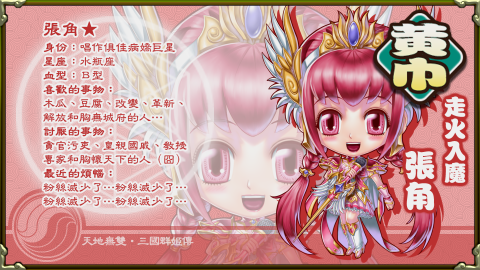 張角★
身份：唱作俱佳病嬌巨星
星座：水瓶座
血型：B型
喜歡的事物：
木瓜、豆腐、改變、革新、
解放和胸無城府的人…
討厭的事物：
貪官汚吏、皇親國戚、教授
專家和胸懷天下的人（囧
最近的煩惱：
粉絲減少了…粉絲減少了…
粉絲減少了…粉絲減少了…
天地無雙・三國群姬傳
黃巾
走火入魔
張角